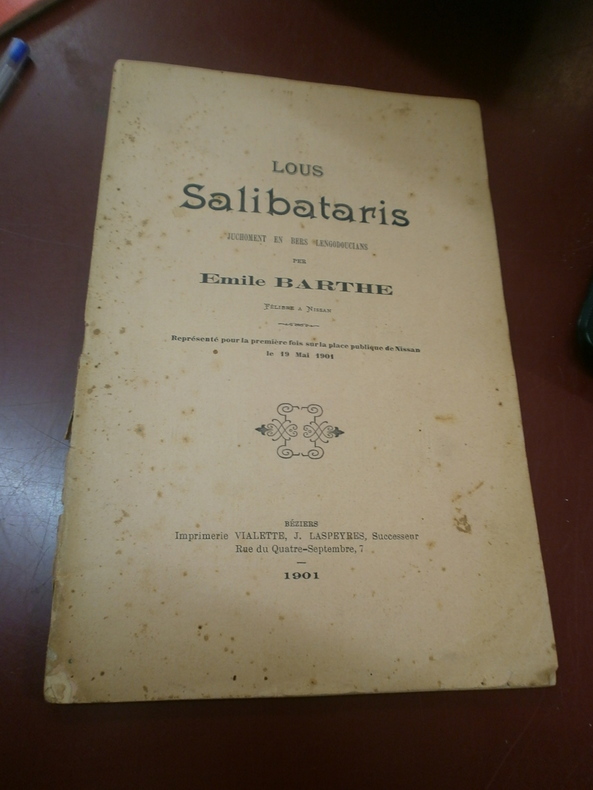 LOUS
Salibataris
JUCHOMENT EN BERS LENGODOUCIANS
PER
Emile BARTHE
Félibre à Nissan
Représenté pour la première fois sur la place publique de Nissan
le 19 Mai 1901
BÉZIERS
Imprimerie VIALETTE, J. LASPEYRES, Successeur
Rue du Quatre-Septembre, 7
1901